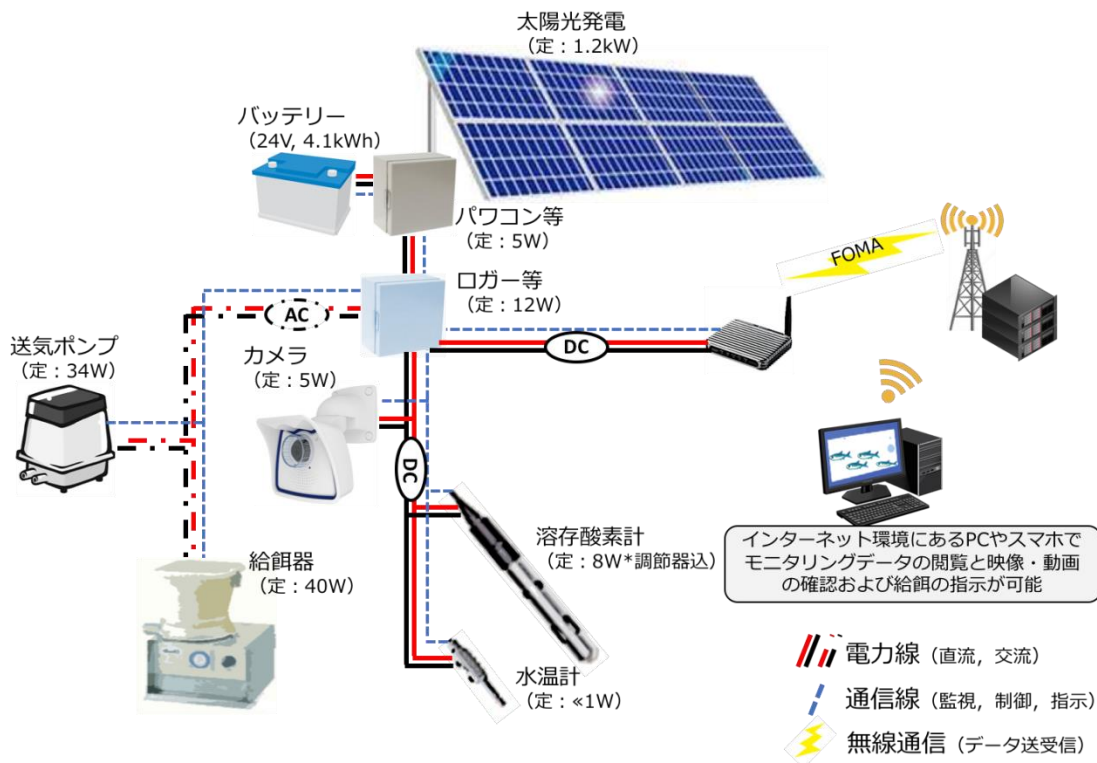 太陽光発電
(定：1.2kW)
バッテリー
(24V, 4.1kWh)
パワコン等
(定：5W)
FOMA
ロガー等
(定：12W)
AC
DC
送気ポンプ
(定：34W)
カメラ
(定：5W)
DC
溶存酸素計
(定：8W*調節器込)
給餌器
(定：40W)
水温計
(定：«1W)
インターネット環境にあるPCやスマホで
モニタリングデータの閲覧と映像・動画
の確認および給餌の指示が可能
電力線 (直流，交流)
通信線 (監視，制御，指示)
無線通信 (データ送受信)